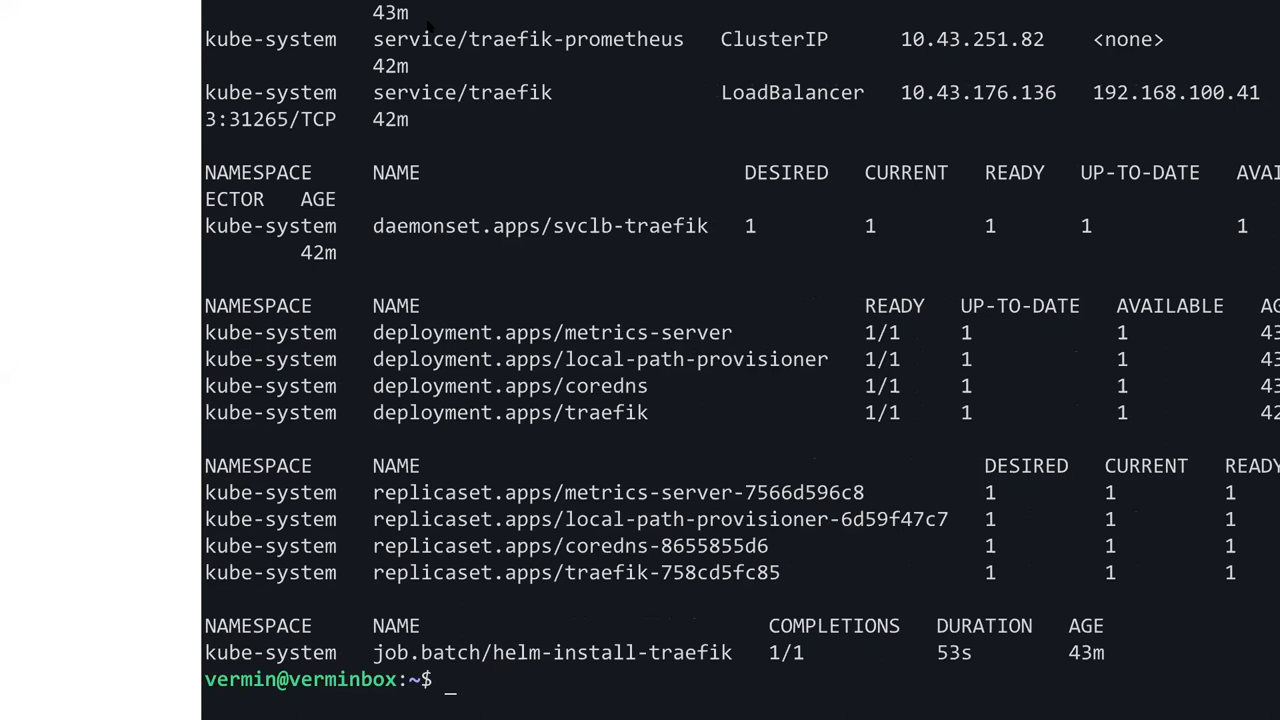 43m
kube-system service/traefik-prometheus ClusterIP 10.43.251.82 <none>
42m
kube-system service/traefik LoadBalancer 10.43.176.136 192.168.100.41
3:31265/TCP 42m
NAMESPACE NAME DESIRED CURRENT READY UP-TO-DATE AVAI
ECTOR AGE
kube-system daemonset.apps/svclb-traefik 1 1 1 1 1
42m
NAMESPACE NAME READY UP-TO-DATE AVAILABLE AG
kube-system deployment.apps/metrics-server 1/1 1 1 43
kube-system deployment.apps/local-path-provisioner 1/1 1 1 43
kube-system deployment.apps/coredns 1/1 1 1 43
kube-system deployment.apps/traefik 1/1 1 1 42
NAMESPACE NAME DESIRED CURRENT READY
kube-system replicaset.apps/metrics-server-7566d596c8 1 1 1
kube-system replicaset.apps/local-path-provisioner-6d59f47c7 1 1 1
kube-system replicaset.apps/coredns-8655855d6 1 1 1
kube-system replicaset.apps/traefik-758cd5fc85 1 1 1
NAMESPACE NAME COMPLETIONS DURATION AGE
kube-system job.batch/helm-install-traefik 1/1 53s 43m
vermin@verminbox:~$ _